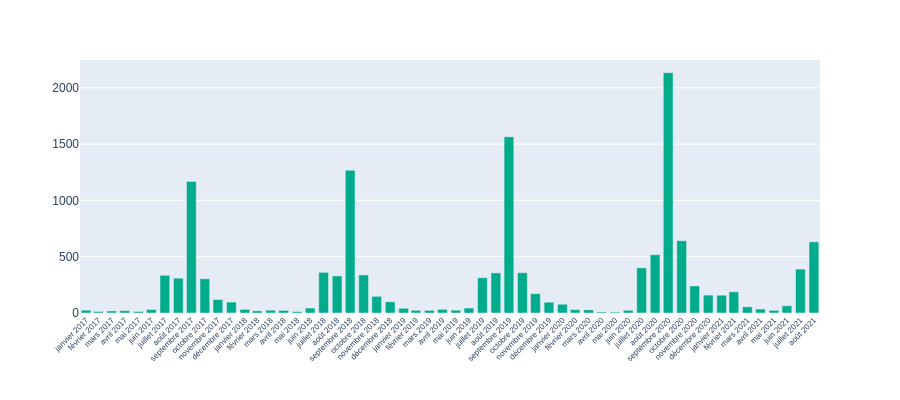 2000
1500
1000
500
0
janvier 2017
février 2017
mars 2017
avril 2017
mai 2017
juin 2017
juillet 2017
août 2017
septembre 2017
octobre 2017
novembre 2017
décembre 2017
janvier 2018
février 2018
mars 2018
avril 2018
mai 2018
juin 2018
juillet 2018
août 2018
septembre 2018
octobre 2018
novembre 2018
décembre 2018
janvier 2019
février 2019
mars 2019
avril 2019
mai 2019
juin 2019
juillet 2019
août 2019
septembre 2019
octobre 2019
novembre 2019
décembre 2019
janvier 2020
février 2020
mars 2020
avril 2020
mai 2020
juin 2020
juillet 2020
août 2020
septembre 2020
octobre 2020
novembre 2020
décembre 2020
janvier 2021
février 2021
mars 2021
avril 2021
mai 2021
juin 2021
juillet 2021
août 2021